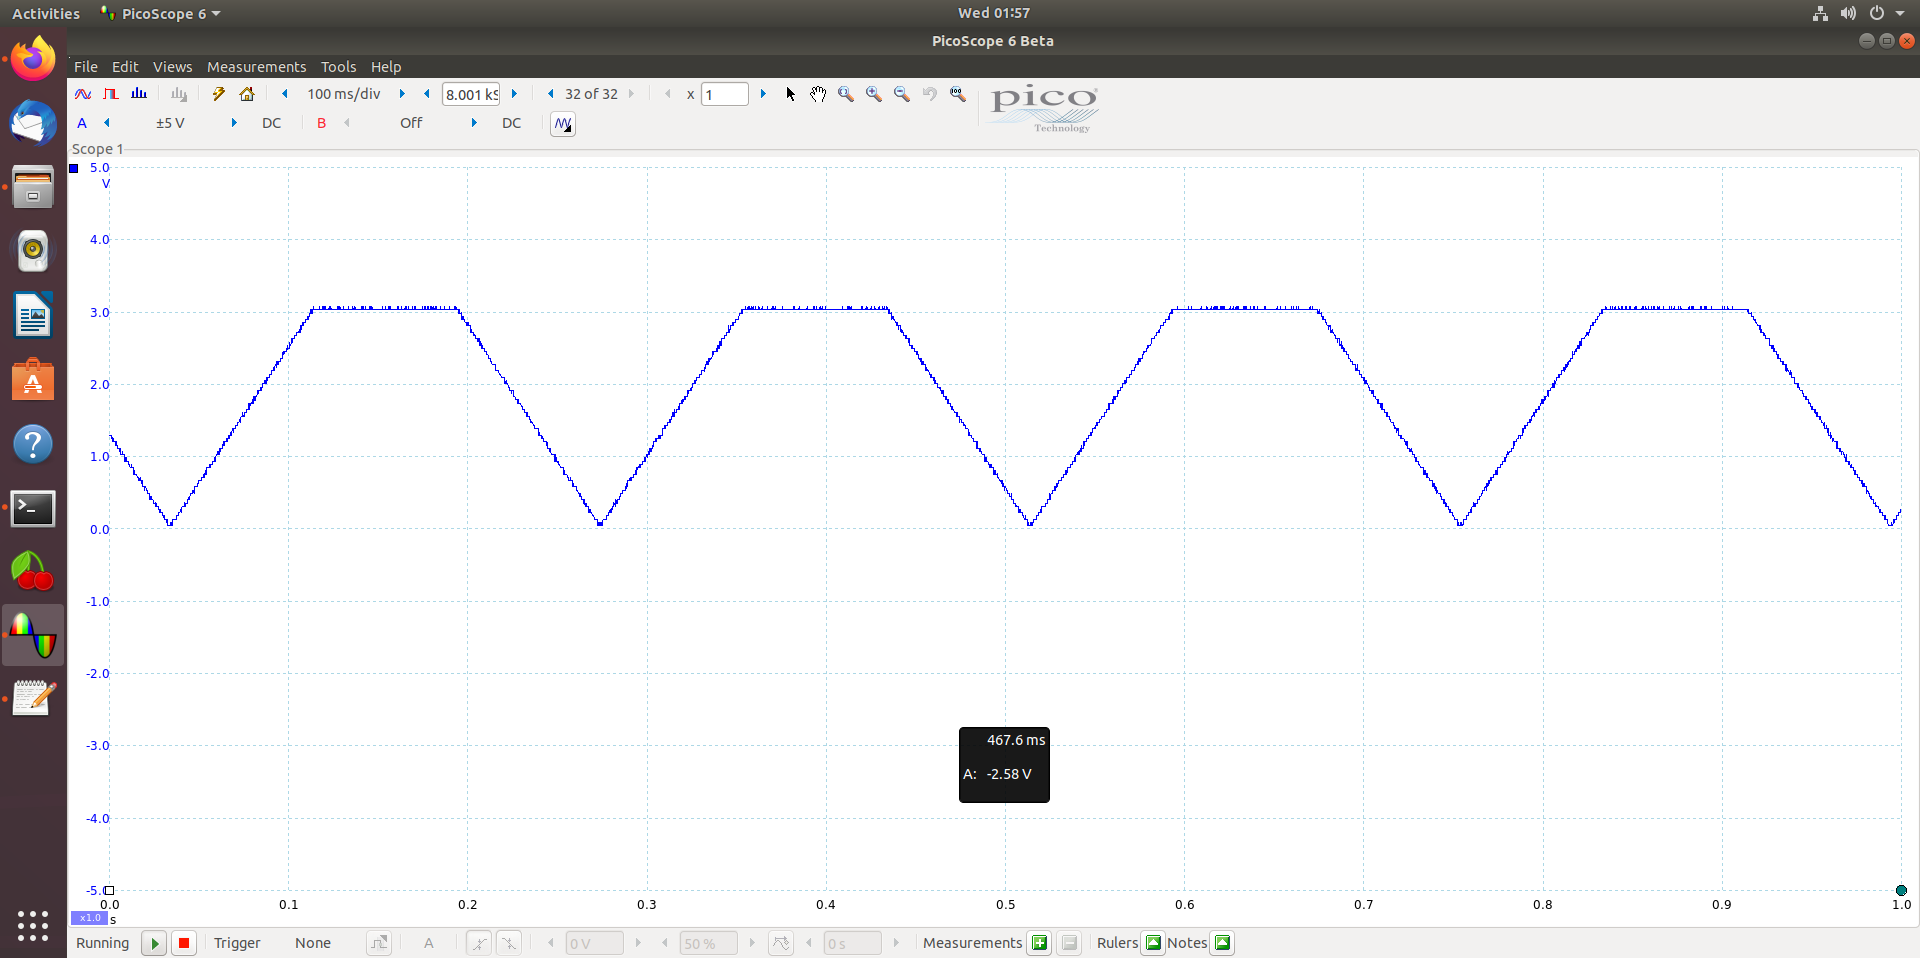 Activities PicoScope 6 Wed 01:57
PicoScope 6 Beta
File Edit Views Measurements Tools Help
100 ms/div 8.001 kS 32 of 32 x 1
pico
Technology
A ±5 V DC B Off DC
Scope 1
5.0
V
4.0
3.0
2.0
1.0
0.0
-1.0
-2.0
-3.0
467.6 ms
A: -2.58 V
-4.0
-5.0
0.0 0.1 0.2 0.3 0.4 0.5 0.6 0.7 0.8 0.9 1.0
x1.0 s
Running Trigger None A 0 V 50 % 0 s Measurements Rulers Notes